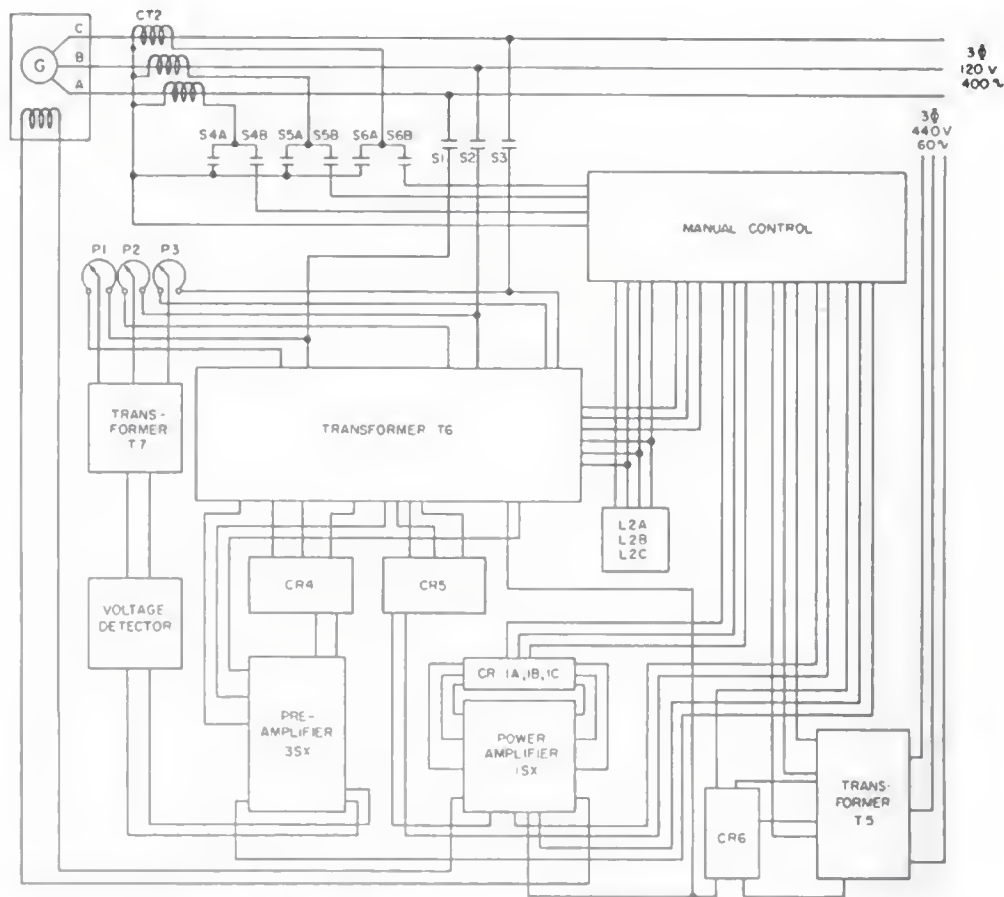 CT2
C
B
G
A
3ϕ
120 V
400~
3ϕ
440 V
60~
S4A S4B S5A S5B S6A S6B
S1 S2 S3
MANUAL CONTROL
P1 P2 P3
TRANS-
FORMER
T7
TRANSFORMER T6
L2A
L2B
L2C
CR4
CR5
VOLTAGE
DETECTOR
CR 1A,1B,1C
PRE-
AMPLIFIER
3SX
POWER
AMPLIFIER
1SX
TRANS-
FORMER
T5
CR6